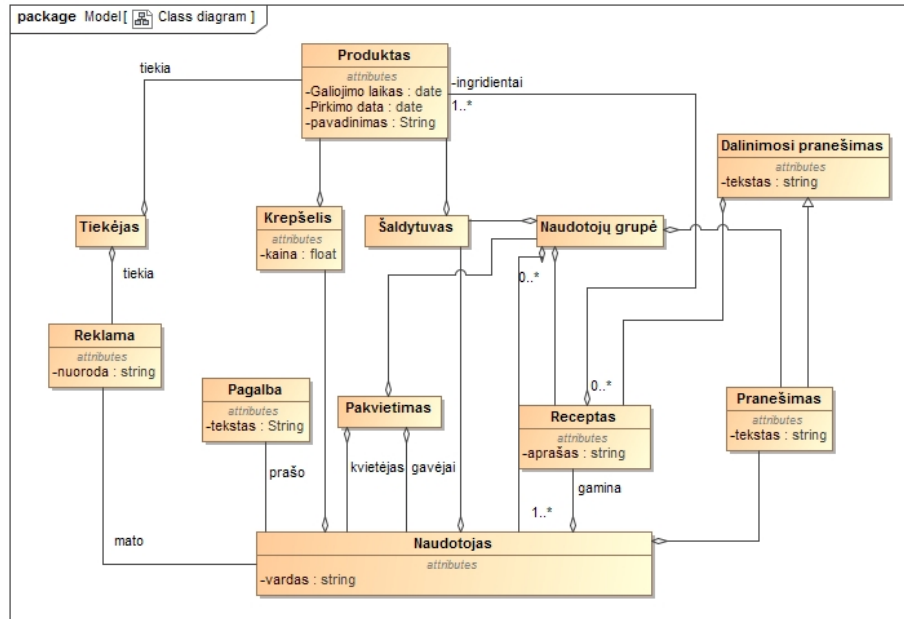 package Model[ Class diagram ]
Produktas
attributes
-Galiojimo laikas : date
-Pirkimo data : date
-pavadinimas : String
tiekia
-ingridientai
1..*
Dalinimosi pranešimas
attributes
-tekstas : string
Tiekėjas
Krepšelis
attributes
-kaina : float
Šaldytuvas
Naudotojų grupė
tiekia
0..*
Reklama
attributes
-nuoroda : string
Pagalba
attributes
-tekstas : String
Pakvietimas
0..*
Receptas
attributes
-aprašas : string
Pranešimas
attributes
-tekstas : string
prašo
kvietėjas
gavėjai
gamina
1..*
mato
Naudotojas
attributes
-vardas : string